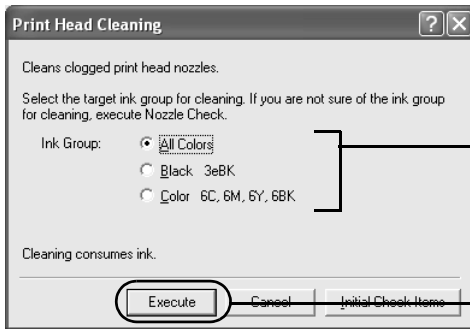 Print Head Cleaning
Cleans clogged print head nozzles.
Select the target ink group for cleaning. If you are not sure of the ink group
for cleaning, execute Nozzle Check.
Ink Group: All Colors
Black 3eBK
Color 6C, 6M, 6Y, 6BK
Cleaning consumes ink.
Execute Cancel Initial Check Items